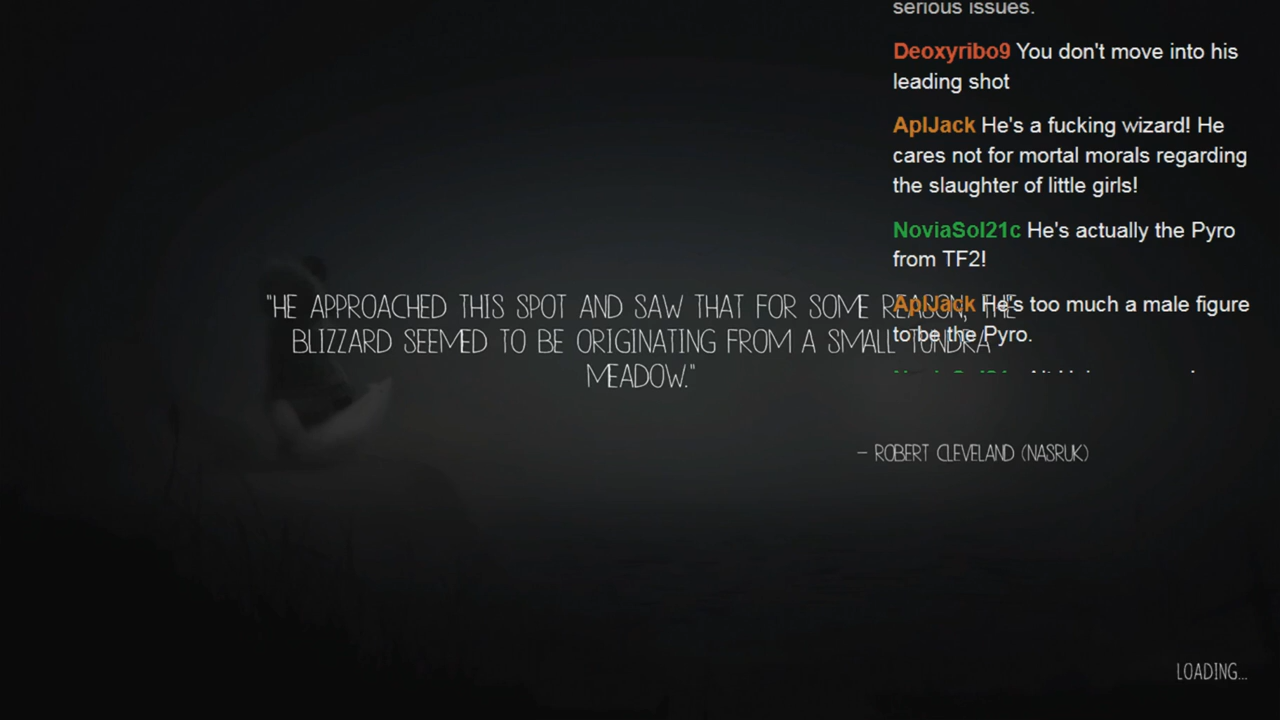 serious issues.
Deoxyribo9 You don't move into his
leading shot
AplJack He's a fucking wizard! He
cares not for mortal morals regarding
the slaughter of little girls!
NoviaSol21c He's actually the Pyro
from TF2!
AplJack He's too much a male figure
to be the Pyro.
"HE APPROACHED THIS SPOT AND SAW THAT FOR SOME REASON, THE
BLIZZARD SEEMED TO BE ORIGINATING FROM A SMALL TUNDRA
MEADOW."
– ROBERT CLEVELAND (NASRUK)
LOADING...